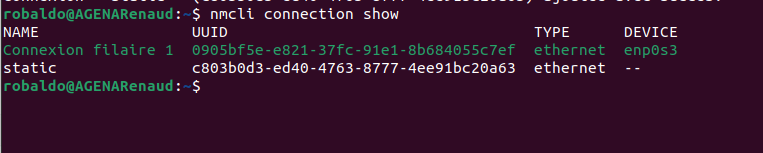 robaldo@AGENARenaud:~$ nmcli connection show
NAME                  UUID                                  TYPE      DEVICE
Connexion filaire 1  0905bf5e-e821-37fc-91e1-8b684055c7ef  ethernet  enp0s3
static                c803b0d3-ed40-4763-8777-4ee91bc20a63  ethernet  --
robaldo@AGENARenaud:~$